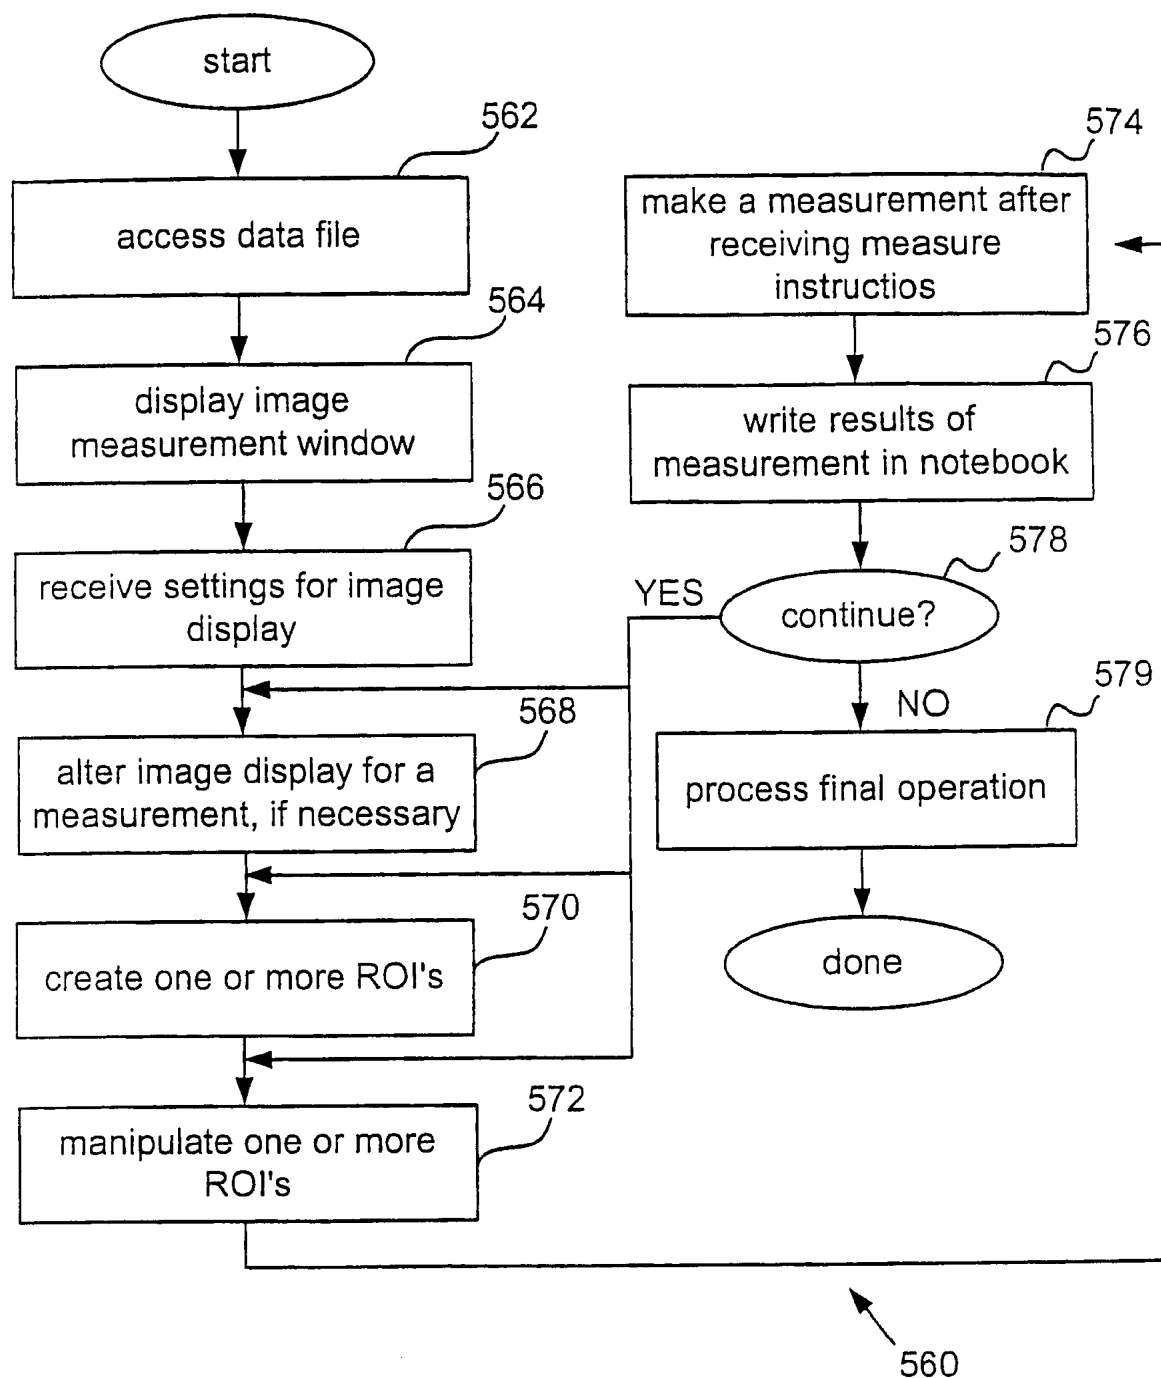 start
562
access data file
564
display image
measurement window
566
receive settings for image
display
568
alter image display for a
measurement, if necessary
570
create one or more ROI's
572
manipulate one or more
ROI's
574
make a measurement after
receiving measure
instructios
576
write results of
measurement in notebook
578
YES
continue?
NO
579
process final operation
done
560